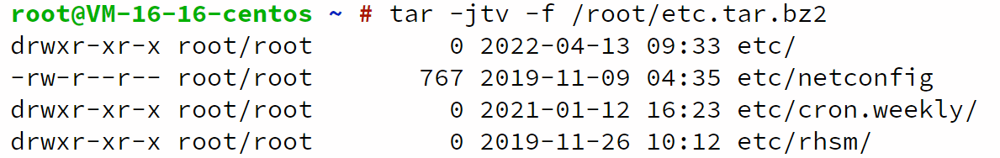 root@VM-16-16-centos ~ # tar -jtv -f /root/etc.tar.bz2
drwxr-xr-x root/root         0 2022-04-13 09:33 etc/
-rw-r--r-- root/root       767 2019-11-09 04:35 etc/netconfig
drwxr-xr-x root/root         0 2021-01-12 16:23 etc/cron.weekly/
drwxr-xr-x root/root         0 2019-11-26 10:12 etc/rhsm/